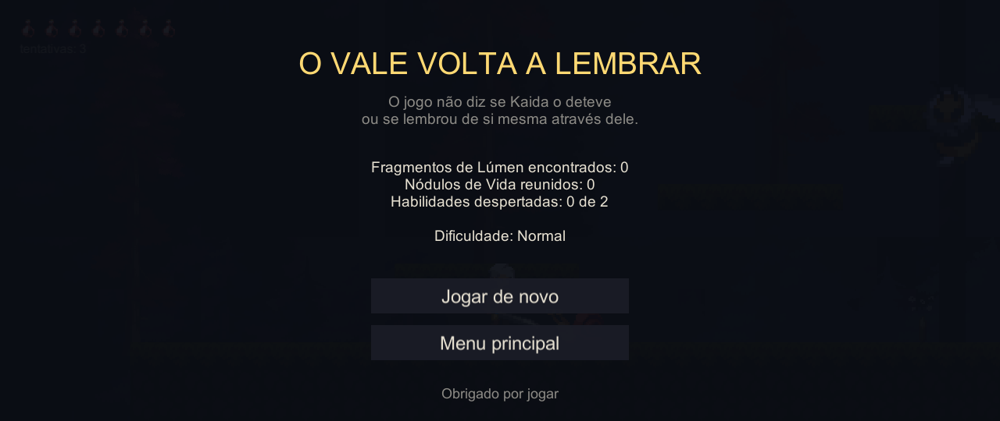 tentativas: 3
O VALE VOLTA A LEMBRAR
O jogo não diz se Kaida o deteve
ou se lembrou de si mesma através dele.
Fragmentos de Lúmen encontrados: 0
Nódulos de Vida reunidos: 0
Habilidades despertadas: 0 de 2
Dificuldade: Normal
Jogar de novo
Menu principal
Obrigado por jogar